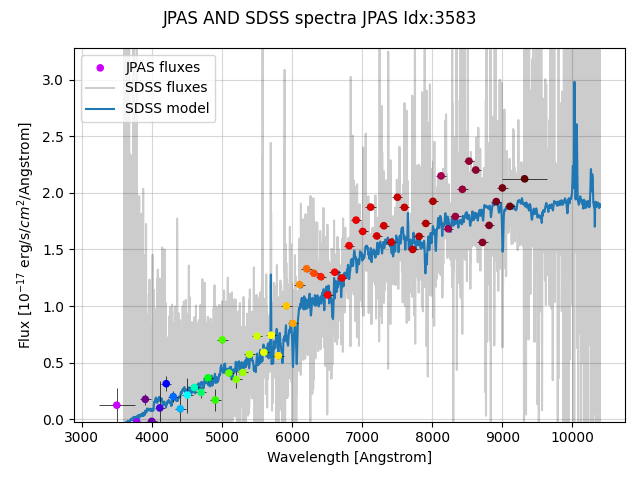 JPAS AND SDSS spectra JPAS Idx:3583
JPAS fluxes
SDSS fluxes
SDSS model
3.0
2.5
2.0
1.5
1.0
0.5
0.0
Flux [10⁻¹⁷ erg/s/cm²/Angstrom]
3000 4000 5000 6000 7000 8000 9000 10000
Wavelength [Angstrom]